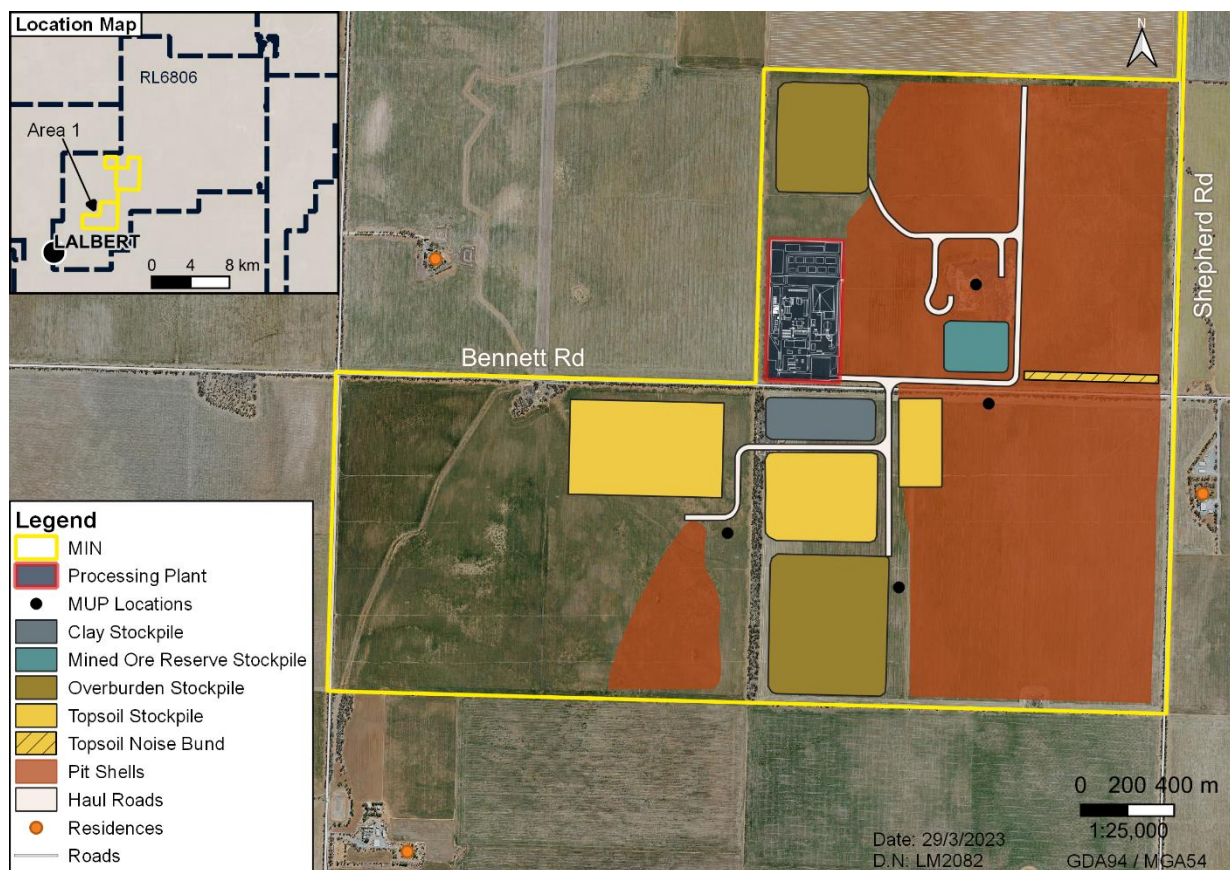 Location Map
RL6806
Area 1
LALBERT
0 4 8 km
N
Shepherd Rd
Bennett Rd
Legend
MIN
Processing Plant
MUP Locations
Clay Stockpile
Mined Ore Reserve Stockpile
Overburden Stockpile
Topsoil Stockpile
Topsoil Noise Bund
Pit Shells
Haul Roads
Residences
Roads
0 200 400 m
1:25,000
Date: 29/3/2023
D.N: LM2082
GDA94 / MGA54